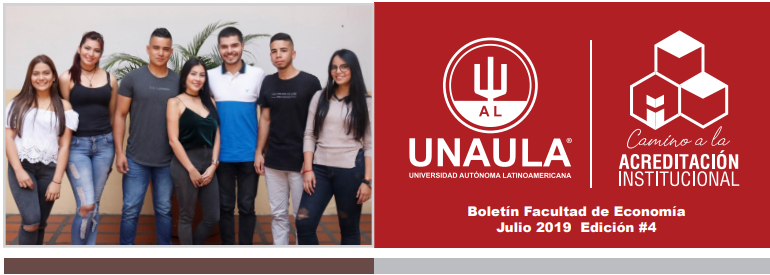 AL
UNAULA®
UNIVERSIDAD AUTÓNOMA LATINOAMERICANA
Camino a la
ACREDITACIÓN
INSTITUCIONAL
Boletín Facultad de Economía
Julio 2019 Edición #4